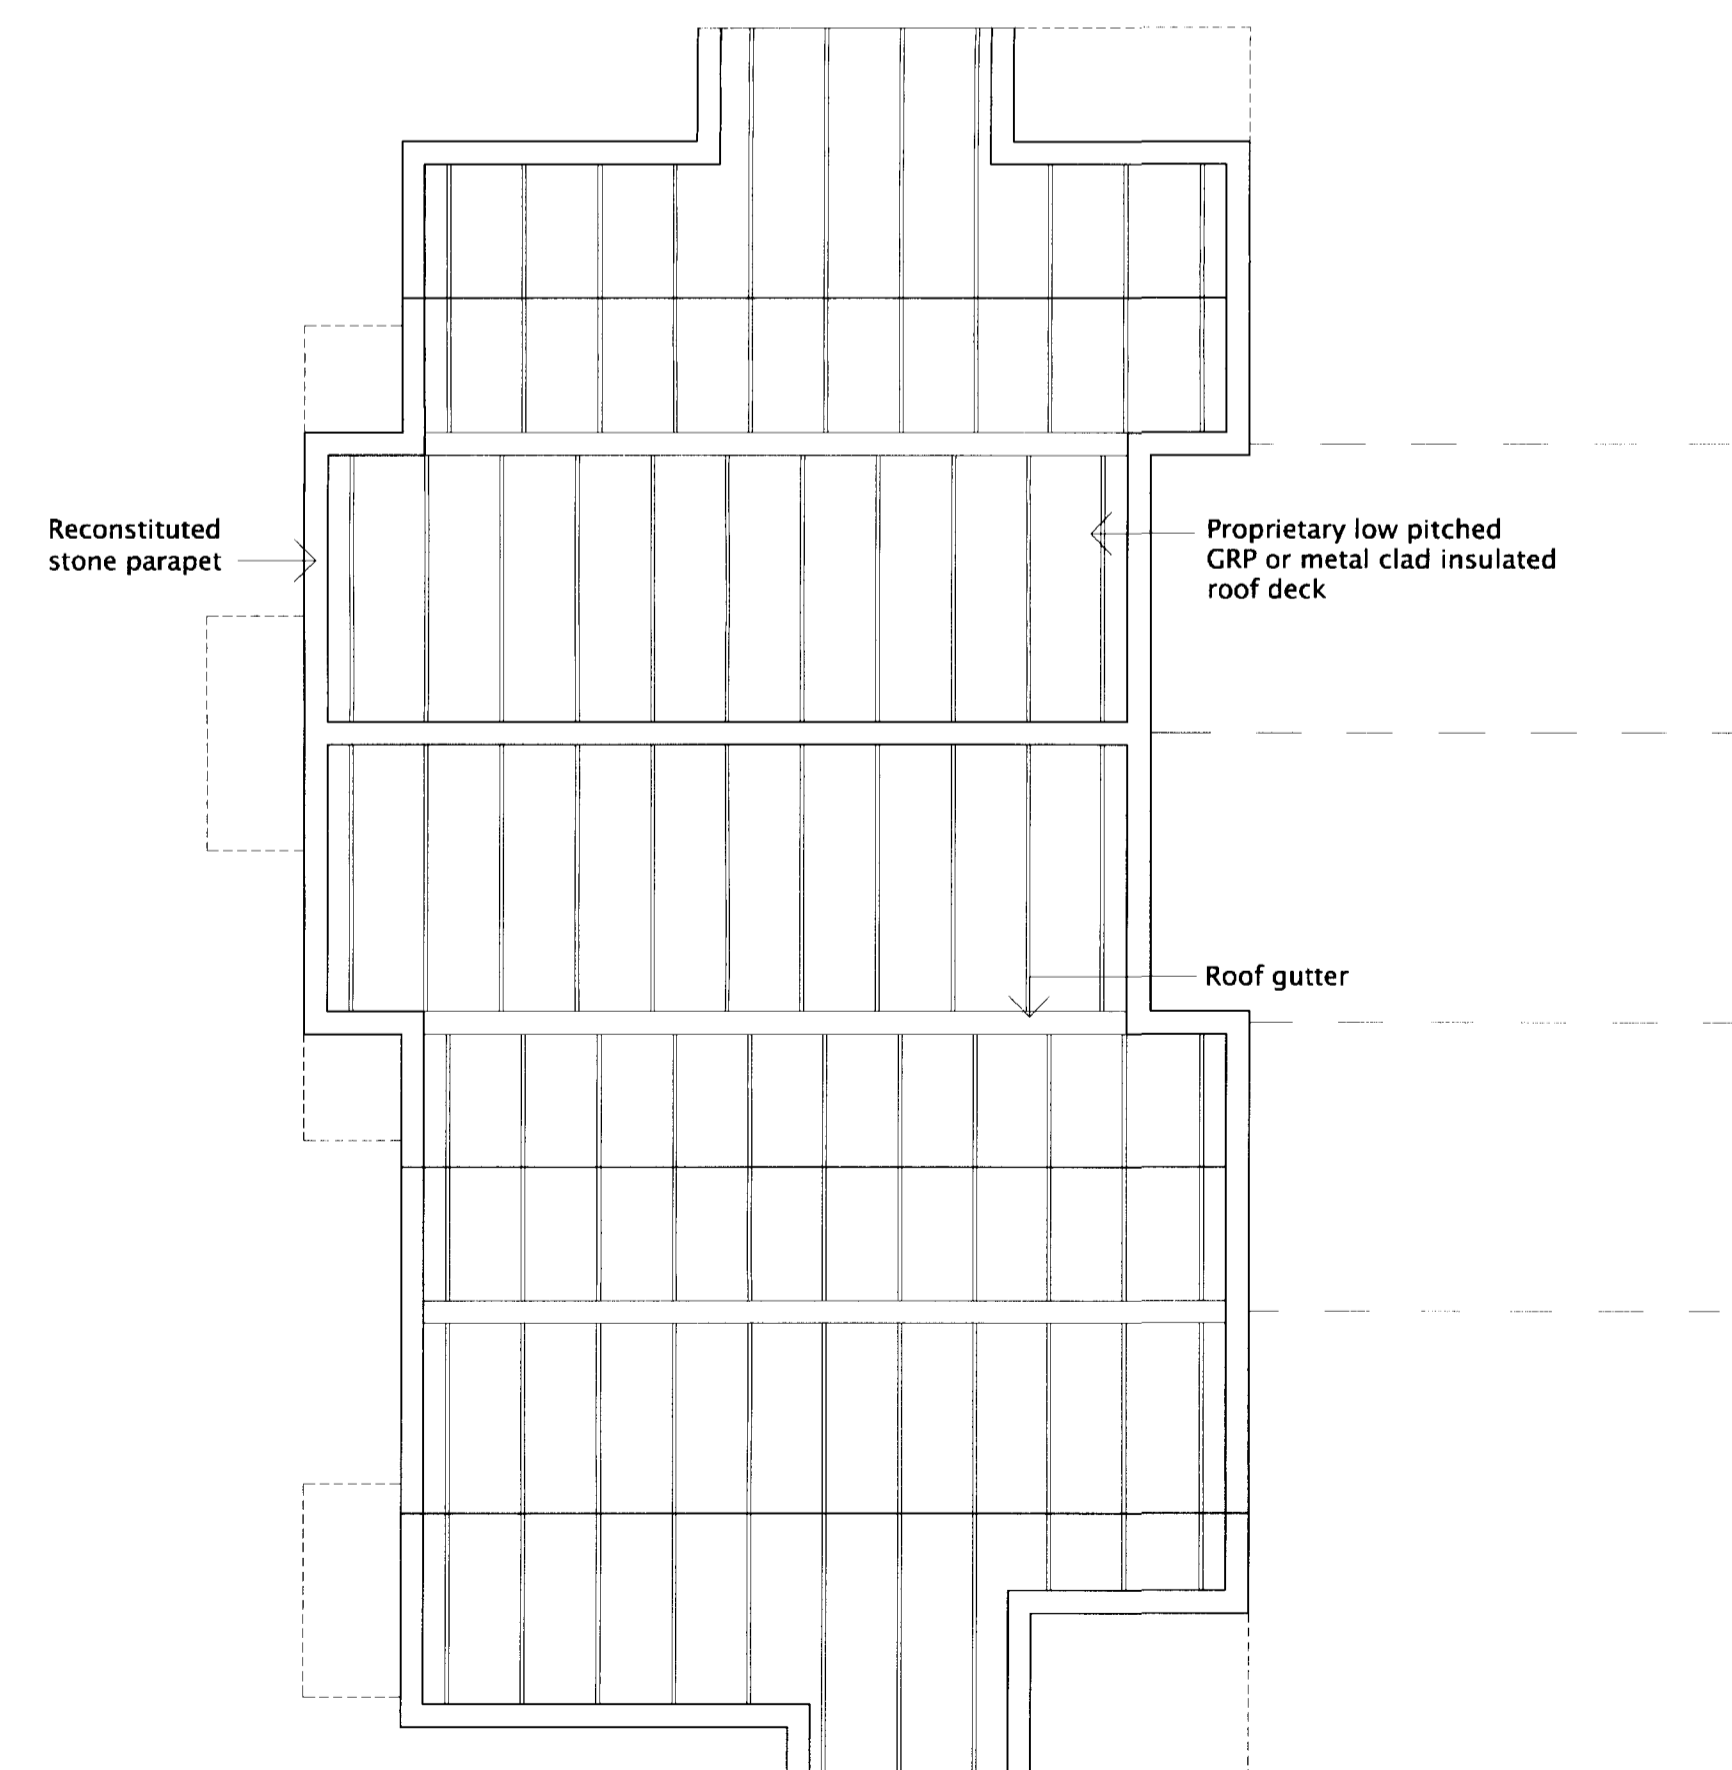 Reconstituted
stone parapet
Proprietary low pitched
GRP or metal clad insulated
roof deck
Roof gutter